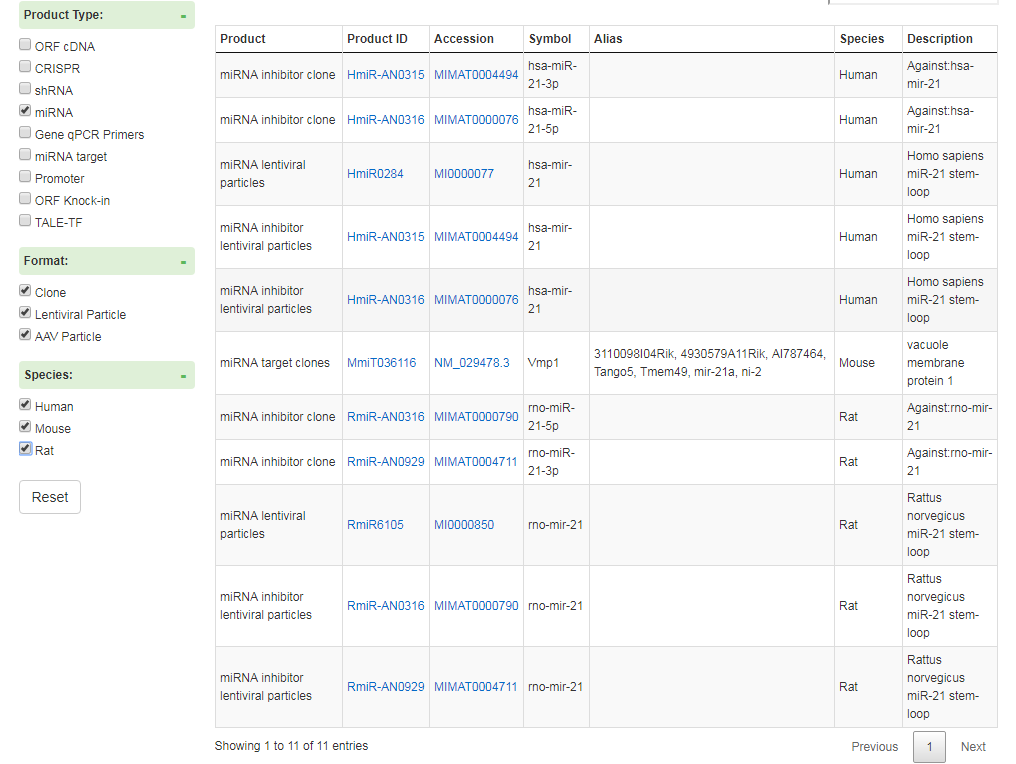 Product Type: -
ORF cDNA
CRISPR
shRNA
miRNA
Gene qPCR Primers
miRNA target
Promoter
ORF Knock-in
TALE-TF
Format: -
Clone
Lentiviral Particle
AAV Particle
Species: -
Human
Mouse
Rat
Reset
Product Product ID Accession Symbol Alias Species Description
miRNA inhibitor clone HmiR-AN0315 MIMAT0004494 hsa-miR- Human Against:hsa-
21-3p mir-21
miRNA inhibitor clone HmiR-AN0316 MIMAT0000076 hsa-miR- Human Against:hsa-
21-5p mir-21
miRNA lentiviral
particles
HmiR0284 MI0000077
hsa-mir-
21
Human
Homo sapiens
miR-21 stem-
loop
miRNA inhibitor
lentiviral particles
HmiR-AN0315 MIMAT0004494
hsa-mir-
21
Human
Homo sapiens
miR-21 stem-
loop
miRNA inhibitor
lentiviral particles
HmiR-AN0316 MIMAT0000076
hsa-mir-
21
Human
Homo sapiens
miR-21 stem-
loop
miRNA target clones MmiT036116 NM_029478.3 Vmp1
3110098I04Rik, 4930579A11Rik, AI787464,
Tango5, Tmem49, mir-21a, ni-2
Mouse
vacuole
membrane
protein 1
miRNA inhibitor clone RmiR-AN0316 MIMAT0000790 rno-miR- Rat Against:rno-mir-
21-5p 21
miRNA inhibitor clone RmiR-AN0929 MIMAT0004711 rno-miR- Rat Against:rno-mir-
21-3p 21
miRNA lentiviral
particles
RmiR6105 MI0000850 rno-mir-21 Rat
Rattus
norvegicus
miR-21 stem-
loop
miRNA inhibitor
lentiviral particles
RmiR-AN0316 MIMAT0000790 rno-mir-21 Rat
Rattus
norvegicus
miR-21 stem-
loop
miRNA inhibitor
lentiviral particles
RmiR-AN0929 MIMAT0004711 rno-mir-21 Rat
Rattus
norvegicus
miR-21 stem-
loop
Showing 1 to 11 of 11 entries Previous 1 Next